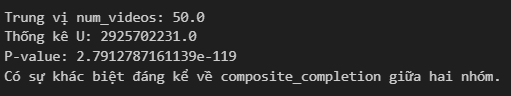 Trung vị num_videos: 50.0
Thống kê U: 2925702231.0
P-value: 2.7912787161139e-119
Có sự khác biệt đáng kể về composite_completion giữa hai nhóm.